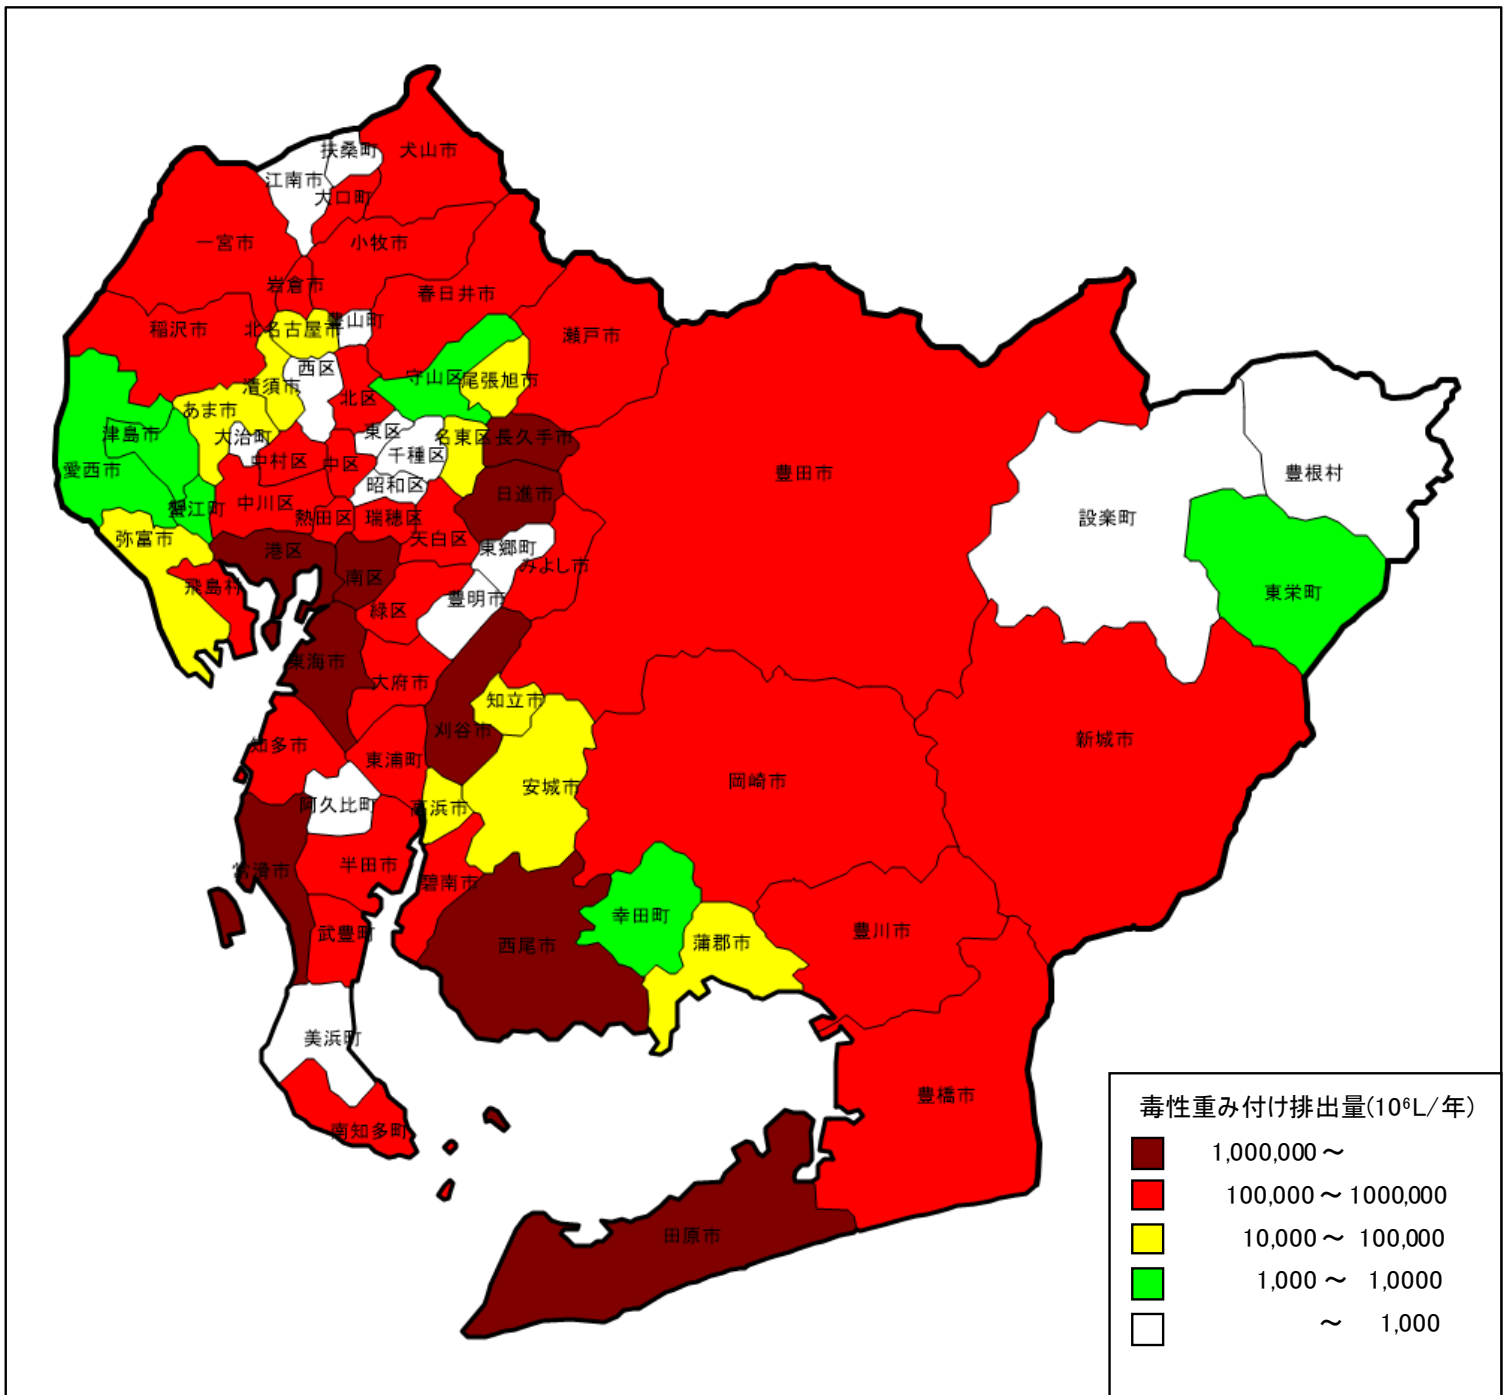 扶桑町
犬山市
江南市
大口町
一宮市
小牧市
岩倉市
春日井市
稲沢市
北名古屋市
豊山町
瀬戸市
西区
守山区
尾張旭市
清須市
北区
あま市
津島市
大治町
東区
名東区
長久手市
千種区
中村区
中区
愛西市
豊田市
豊根村
昭和区
日進市
蟹江町
中川区
熱田区
瑞穂区
設楽町
弥富市
港区
天白区
東郷町
みよし市
南区
飛島村
緑区
豊明市
東栄町
東海市
大府市
知立市
知多市
刈谷市
新城市
東浦町
岡崎市
安城市
阿久比町
高浜市
常滑市
半田市
碧南市
幸田町
武豊町
西尾市
蒲郡市
豊川市
美浜町
豊橋市
南知多町
田原市
毒性重み付け排出量(10⁶L/年)
1,000,000～
100,000～1000,000
10,000～ 100,000
1,000～ 1,0000
～ 1,000